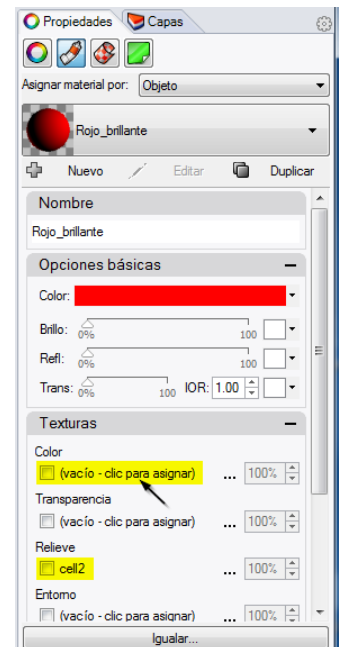 Propiedades Capas
Asignar material por: Objeto
Rojo_brillante
Nuevo Editar Duplicar
Nombre
Rojo_brillante
Opciones básicas
Color:
Brillo: 0% 100
Refl: 0% 100
Trans: 0% 100 IOR: 1.00
Texturas
Color
(vacío - clic para asignar) ... 100%
Transparencia
(vacío - clic para asignar) ... 100%
Relieve
cell2 ... 100%
Entorno
(vacío - clic para asignar) ... 100%
Igualar...